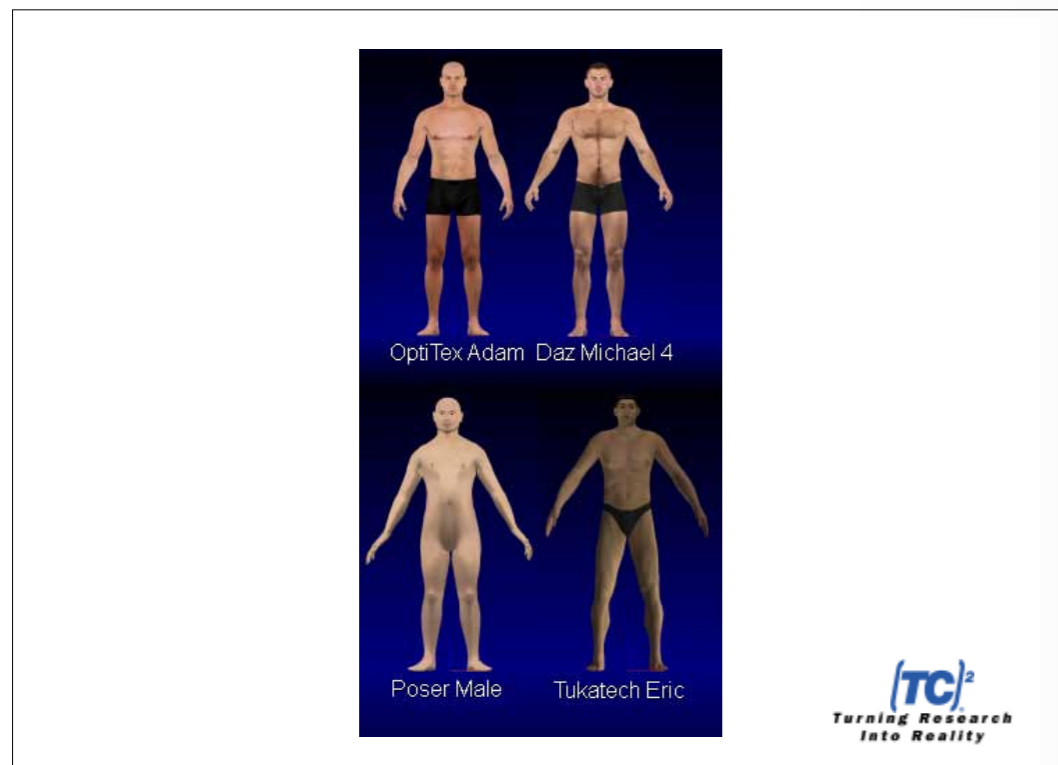 OptiTex Adam Daz Michael 4
Poser Male Tukatech Eric
[TC]²
Turning Research
Into Reality